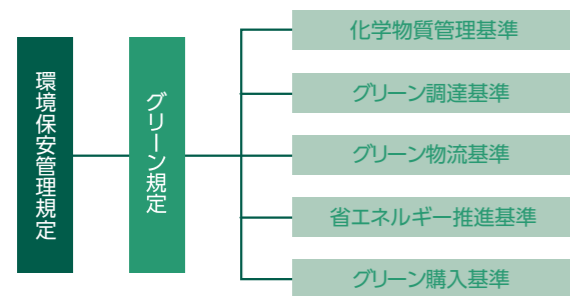 環境保安管理規定
グリーン規定
化学物質管理基準
グリーン調達基準
グリーン物流基準
省エネルギー推進基準
グリーン購入基準